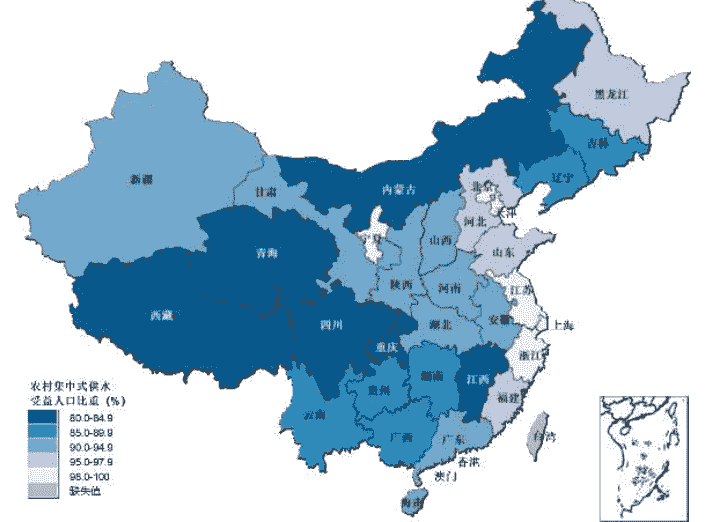 黑龙江
吉林
辽宁
新疆
甘肃
内蒙古
北京
天津
河北
宁夏
山西
山东
青海
陕西
河南
江苏
西藏
四川
湖北
安徽
上海
重庆
浙江
江西
湖南
贵州
福建
云南
广西
广东
台湾
香港
澳门
海南
农村集中式供水
受益人口比重 (%)
80.0-84.9
85.0-89.9
90.0-94.9
95.0-97.9
98.0-100
缺失值